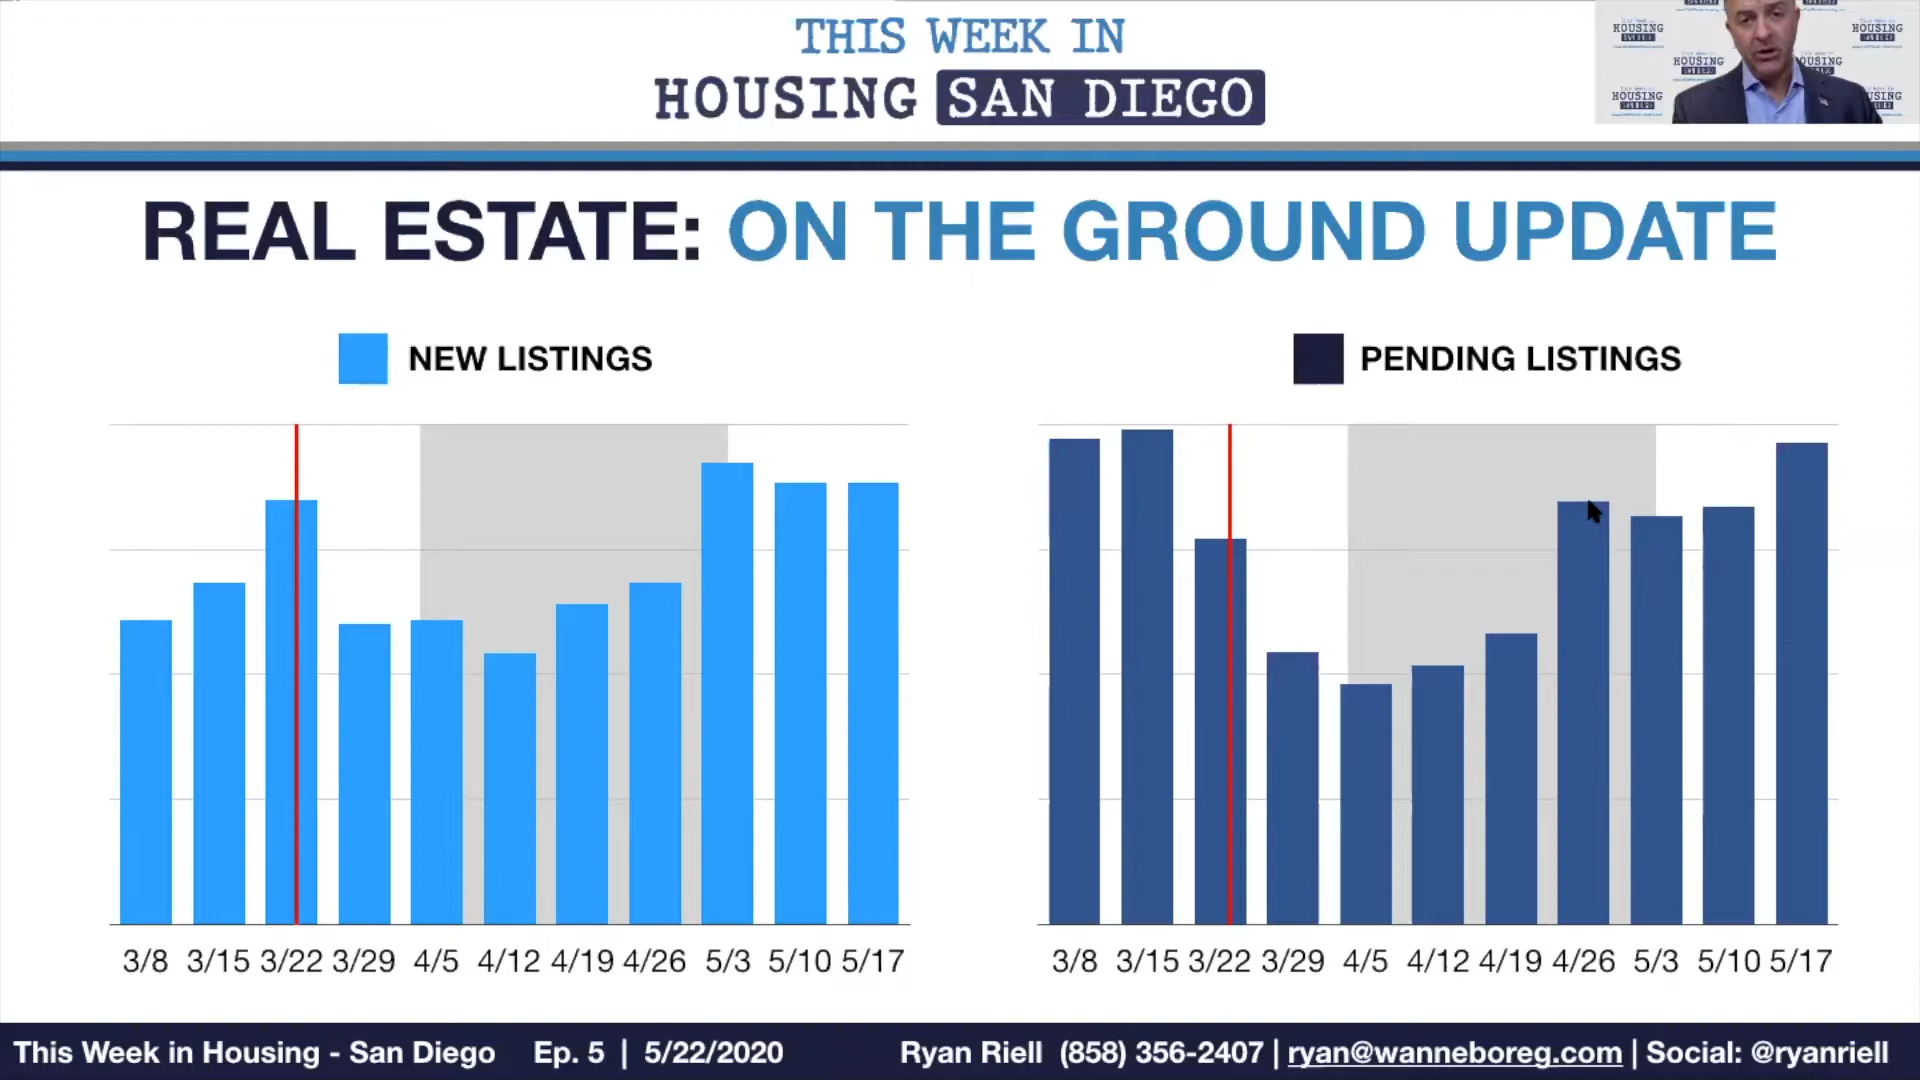 THIS WEEK IN
HOUSING SAN DIEGO
HOUSING
HOUSING
HOUSING
HOUSING
REAL ESTATE: ON THE GROUND UPDATE
NEW LISTINGS
PENDING LISTINGS
3/8 3/15 3/22 3/29 4/5 4/12 4/19 4/26 5/3 5/10 5/17
3/8 3/15 3/22 3/29 4/5 4/12 4/19 4/26 5/3 5/10 5/17
This Week in Housing - San Diego Ep. 5 | 5/22/2020 Ryan Riell (858) 356-2407 | ryan@wanneboreg.com | Social: @ryanriell